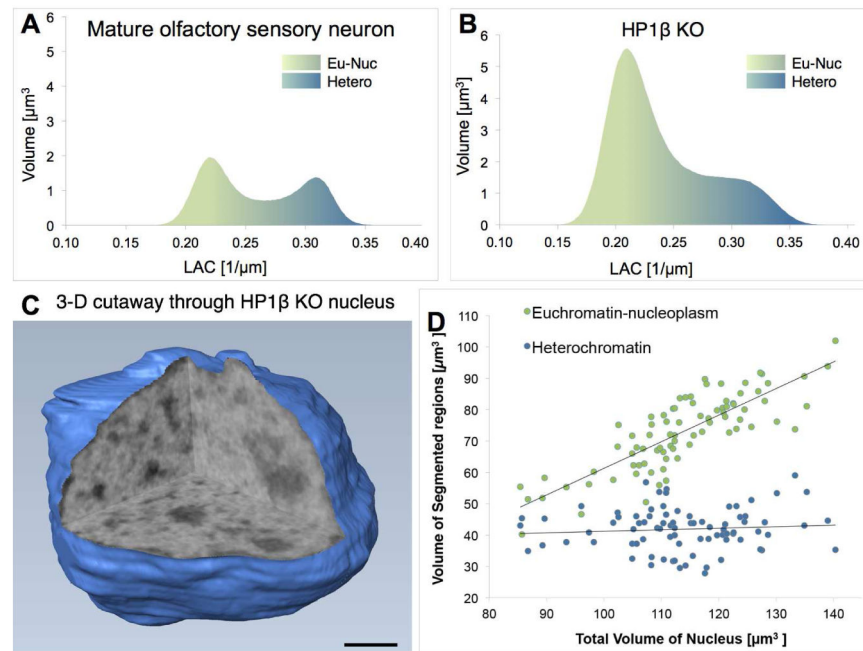 A
Mature olfactory sensory neuron
Eu-Nuc
Hetero
Volume [µm³]
6
5
4
3
2
1
0
0.10
0.15
0.20
0.25
0.30
0.35
0.40
LAC [1/µm]
B
HP1β KO
Eu-Nuc
Hetero
Volume [µm³]
6
5
4
3
2
1
0
0.10
0.15
0.20
0.25
0.30
0.35
0.40
LAC [1/µm]
C 3-D cutaway through HP1β KO nucleus
D
Euchromatin-nucleoplasm
Heterochromatin
Volume of Segmented regions [µm³ ]
110
100
90
80
70
60
50
40
30
20
80
90
100
110
120
130
140
Total Volume of Nucleus [µm³ ]